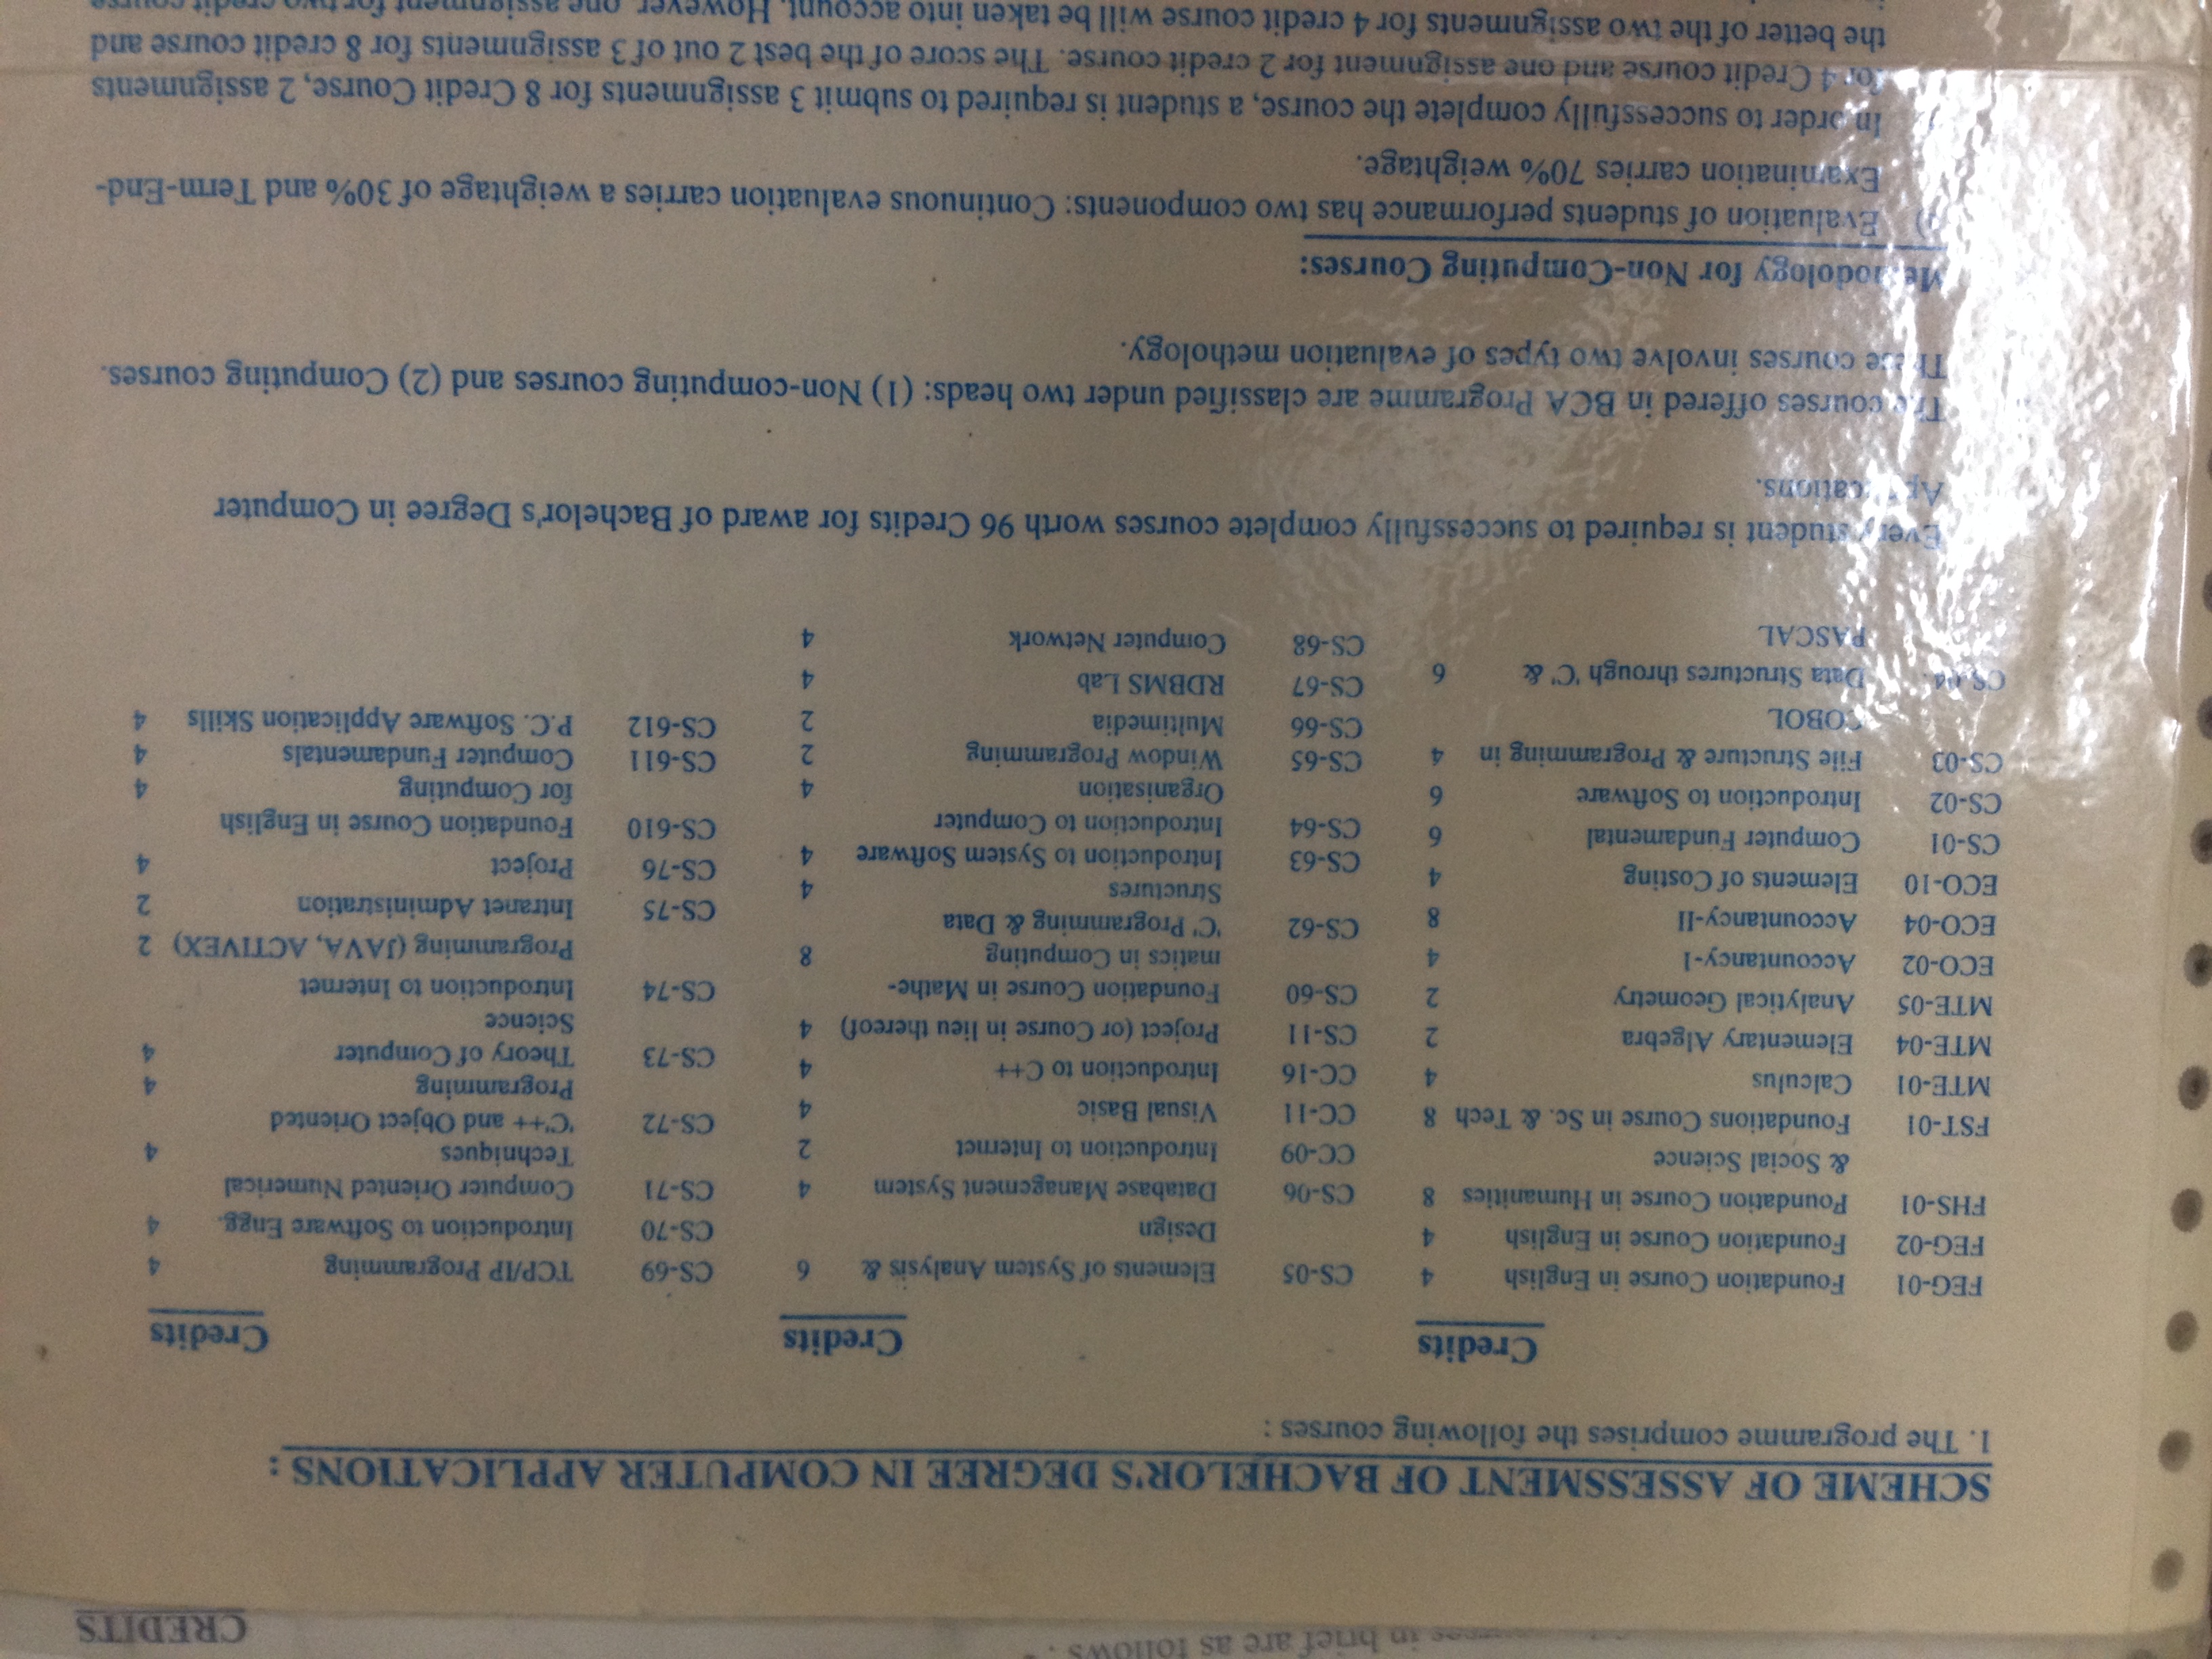 CREDITS
in brief are as follows :
SCHEME OF ASSESSMENT OF BACHELOR'S DEGREE IN COMPUTER APPLICATIONS :
1. The programme comprises the following courses :
Credits
FEG-01 Foundation Course in English 4
FEG-02 Foundation Course in English 4
FHS-01 Foundation Course in Humanities 8
& Social Science
FST-01 Foundations Course in Sc. & Tech 8
MTE-01 Calculus 4
MTE-04 Elementary Algebra 2
MTE-05 Analytical Geometry 2
ECO-02 Accountancy-I 4
ECO-04 Accountancy-II 8
ECO-10 Elements of Costing 4
CS-01 Computer Fundamental 6
CS-02 Introduction to Software 6
CS-03 File Structure & Programming in 4
COBOL
CS-04 Data Structures through 'C' & 6
PASCAL
Credits
CS-05 Elements of System Analysis & 6
Design
CS-06 Database Management System 4
CC-09 Introduction to Internet 2
CC-11 Visual Basic 4
CC-16 Introduction to C++ 4
CS-11 Project (or Course in lieu thereof) 4
CS-60 Foundation Course in Mathe-
matics in Computing 8
CS-62 'C' Programming & Data
Structures 4
CS-63 Introduction to System Software 4
CS-64 Introduction to Computer
Organisation 4
CS-65 Window Programming 2
CS-66 Multimedia 2
CS-67 RDBMS Lab 4
CS-68 Computer Network 4
Credits
CS-69 TCP/IP Programming 4
CS-70 Introduction to Software Engg. 4
CS-71 Computer Oriented Numerical
Techniques 4
CS-72 'C'++ and Object Oriented
Programming 4
CS-73 Theory of Computer 4
Science
CS-74 Introduction to Internet
Programming (JAVA, ACTIVEX) 2
CS-75 Intranet Administration 2
CS-76 Project 4
CS-610 Foundation Course in English
for Computing 4
CS-611 Computer Fundamentals 4
CS-612 P.C. Software Application Skills 4
Every student is required to successfully complete courses worth 96 Credits for award of Bachelor's Degree in Computer
Applications.
The courses offered in BCA Programme are classified under two heads: (1) Non-computing courses and (2) Computing courses.
These courses involve two types of evaluation methology.
Methodology for Non-Computing Courses:
Evaluation of students performance has two components: Continuous evaluation carries a weightage of 30% and Term-End-
Examination carries 70% weightage.
In order to successfully complete the course, a student is required to submit 3 assignments for 8 Credit Course, 2 assignments
for 4 Credit course and one assignment for 2 credit course. The score of the best 2 out of 3 assignments for 8 credit course and
the better of the two assignments for 4 credit course will be taken into account. However, one assignment for two credit course